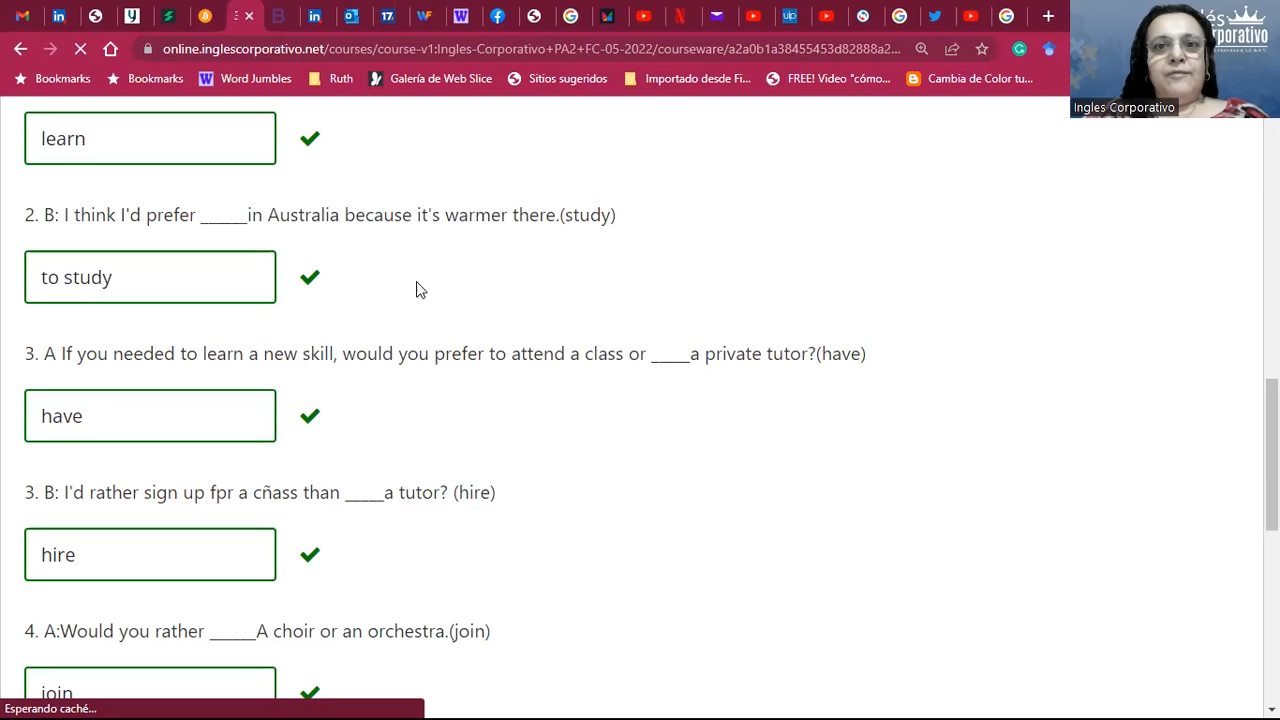 online.inglescorporativo.net/courses/course-v1:Ingles-Corporativo+PA2+FC-05-2022/courseware/a2a0b1a38455453d82888a2...
Bookmarks Bookmarks Word Jumbles Ruth Galería de Web Slice Sitios sugeridos Importado desde Fi... FREE! Video "cómo... Cambia de Color tu...
Ingles Corporativo
learn
2. B: I think I'd prefer ______in Australia because it's warmer there.(study)
to study
3. A If you needed to learn a new skill, would you prefer to attend a class or _____a private tutor?(have)
have
3. B: I'd rather sign up fpr a cñass than _____a tutor? (hire)
hire
4. A:Would you rather ______A choir or an orchestra.(join)
join
Esperando caché...